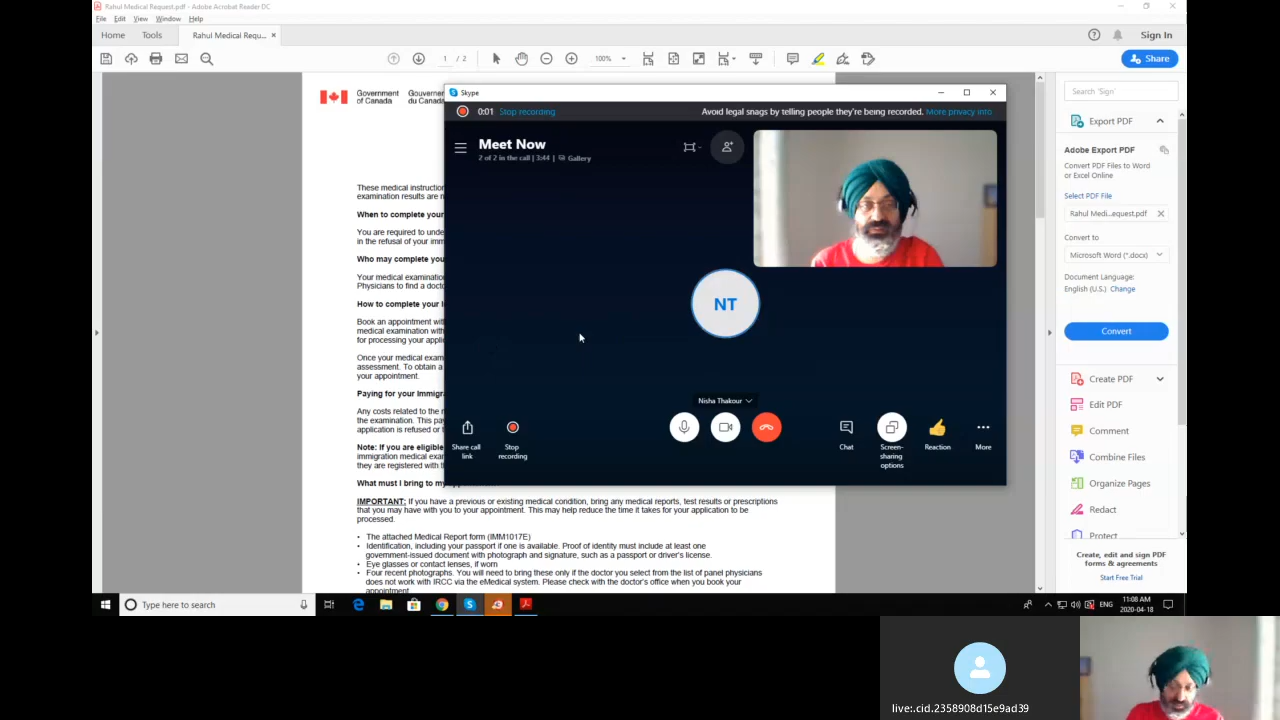 Rahul Medical Request.pdf - Adobe Acrobat Reader DC
File Edit View Window Help
Home Tools Rahul Medical Requ... ×
Sign In
1 / 2
100%
Share
Government of Canada
Gouver
du Can
These medical instruction
examination results are n
When to complete your
You are required to unde
in the refusal of your imm
Who may complete you
Your medical examination
Physicians to find a docto
How to complete your I
Book an appointment wit
medical examination with
for processing your applic
Once your medical exam
assessment. To obtain a
your appointment.
Paying for your Immigr
Any costs related to the m
the examination. This pay
application is refused or t
Note: If you are eligible
immigration medical exa
they are registered with t
What must I bring to my
IMPORTANT: If you have a previous or existing medical condition, bring any medical reports, test results or prescriptions
that you may have with you to your appointment. This may help reduce the time it takes for your application to be
processed.
• The attached Medical Report form (IMM1017E)
• Identification, including your passport if one is available. Proof of identity must include at least one
government-issued document with photograph and signature, such as a passport or driver's license.
• Eye glasses or contact lenses, if worn
• Four recent photographs. You will need to bring these only if the doctor you select from the list of panel physicians
does not work with IRCC via the eMedical system. Please check with the doctor's office when you book your
appointment.
Skype
0:01 Stop recording
Avoid legal snags by telling people they're being recorded. More privacy info
Meet Now
2 of 2 in the call | 3:44 | Gallery
NT
Nisha Thakour
Share call
link
Stop
recording
Chat
Screen-
sharing
options
Reaction
More
Search 'Sign'
Export PDF
Adobe Export PDF
Convert PDF Files to Word
or Excel Online
Select PDF File
Rahul Medi...equest.pdf ×
Convert to
Microsoft Word (*.docx)
Document Language:
English (U.S.) Change
Convert
Create PDF
Edit PDF
Comment
Combine Files
Organize Pages
Redact
Protect
Create, edit and sign PDF
forms & agreements
Start Free Trial
Type here to search
ENG
11:08 AM
2020-04-18
live:.cid.2358908d15e9ad39